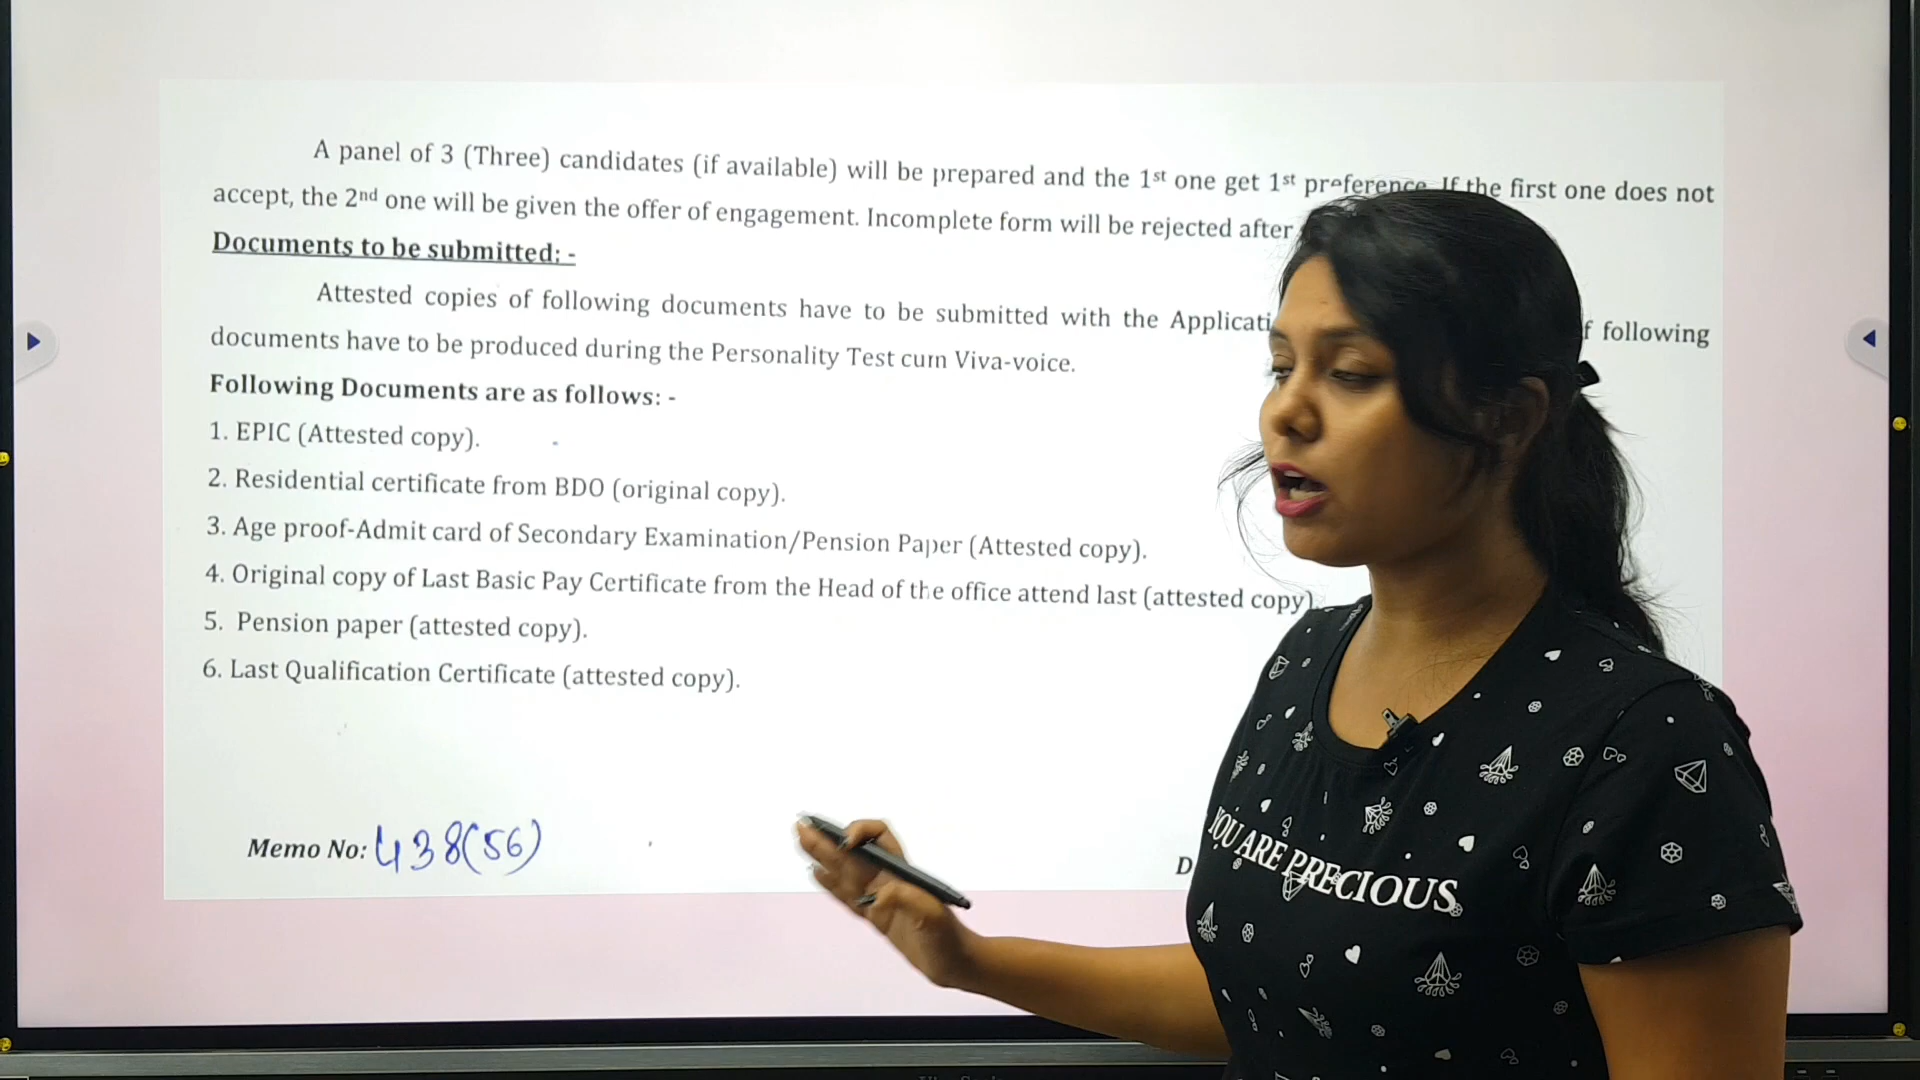 A panel of 3 (Three) candidates (if available) will be prepared and the 1st one get 1st preference. If the first one does not
accept, the 2nd one will be given the offer of engagement. Incomplete form will be rejected after
Documents to be submitted: -
Attested copies of following documents have to be submitted with the f following
documents have to be produced during the Personality Test cum Viva-voice.
Following Documents are as follows: -
1. EPIC (Attested copy).
2. Residential certificate from BDO (original copy).
3. Age proof-Admit card of Secondary Examination/Pension Paper (Attested copy).
4. Original copy of Last Basic Pay Certificate from the Head of the office attend last (attested copy).
5. Pension paper (attested copy).
6. Last Qualification Certificate (attested copy).
Memo No: 438(56)
D
YOU ARE PRECIOUS